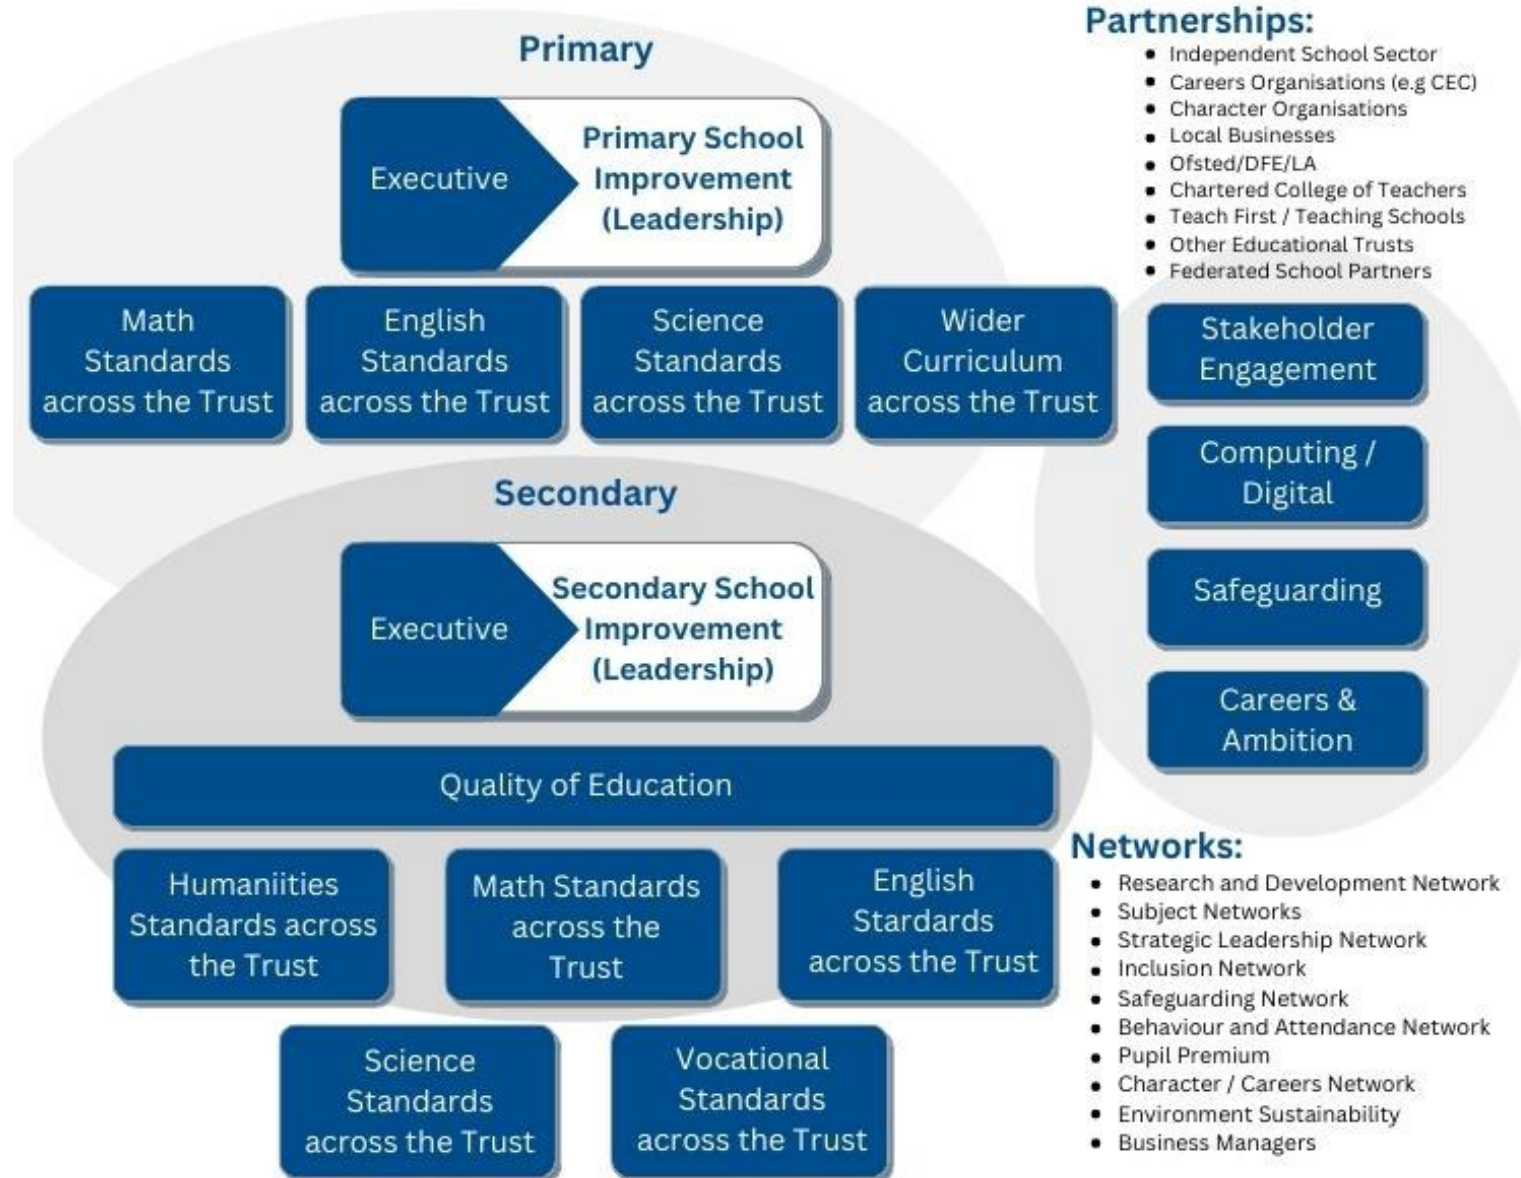 Primary
Executive
Primary School
Improvement
(Leadership)
Math
Standards
across the Trust
English
Standards
across the Trust
Science
Standards
across the Trust
Wider
Curriculum
across the Trust
Secondary
Executive
Secondary School
Improvement
(Leadership)
Quality of Education
Humaniities
Standards across
the Trust
Math Standards
across the
Trust
English
Stardards
across the Trust
Science
Standards
across the Trust
Vocational
Standards
across the Trust
Partnerships:
• Independent School Sector
• Careers Organisations (e.g CEC)
• Character Organisations
• Local Businesses
• Ofsted/DFE/LA
• Chartered College of Teachers
• Teach First / Teaching Schools
• Other Educational Trusts
• Federated School Partners
Stakeholder
Engagement
Computing /
Digital
Safeguarding
Careers &
Ambition
Networks:
• Research and Development Network
• Subject Networks
• Strategic Leadership Network
• Inclusion Network
• Safeguarding Network
• Behaviour and Attendance Network
• Pupil Premium
• Character / Careers Network
• Environment Sustainability
• Business Managers